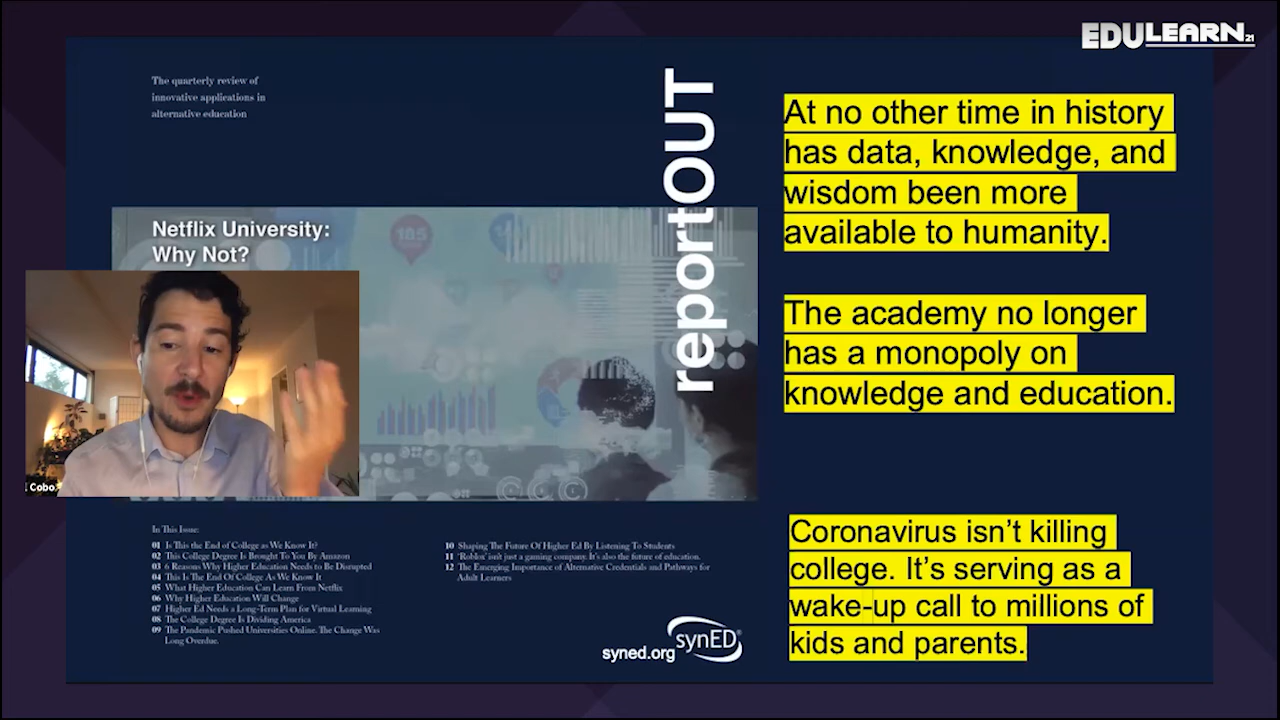 EDULEARN21
The quarterly review of
innovative applications in
alternative education
reportOUT
Netflix University:
Why Not?
185
Cobo
In This Issue:
01 Is This the End of College as We Know It?
02 This College Degree Is Brought To You By Amazon
03 6 Reasons Why Higher Education Needs to Be Disrupted
04 This Is The End Of College As We Know It
05 What Higher Education Can Learn From Netflix
06 Why Higher Education Will Change
07 Higher Ed Needs a Long-Term Plan for Virtual Learning
08 The College Degree Is Dividing America
09 The Pandemic Pushed Universities Online. The Change Was
Long Overdue.
10 Shaping The Future Of Higher Ed By Listening To Students
11 'Roblox' isn't just a gaming company. It's also the future of education.
12 The Emerging Importance of Alternative Credentials and Pathways for
Adult Learners
syned.org
synED
At no other time in history
has data, knowledge, and
wisdom been more
available to humanity.
The academy no longer
has a monopoly on
knowledge and education.
Coronavirus isn't killing
college. It's serving as a
wake-up call to millions of
kids and parents.